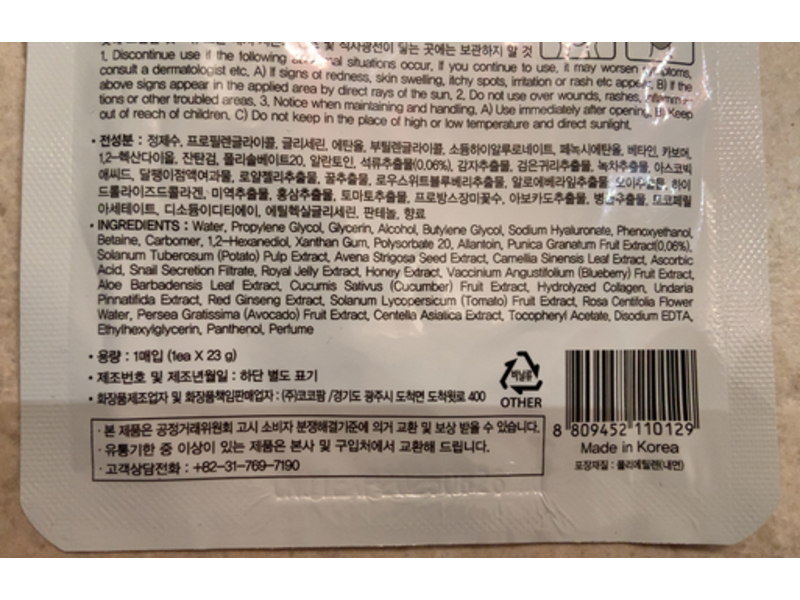 및 직사광선이 닿는 곳에는 보관하지 말 것
1. Discontinue use if the following situations occur, If you continue to use, it may worsen symptoms,
consult a dermatologist etc, A) If signs of redness, skin swelling, itchy spots, irritation or rash etc appear, B) If the
above signs appear in the applied area by direct rays of the sun, 2. Do not use over wounds, rashes,
tions or other troubled areas, 3. Notice when maintaining and handling, A) Use immediately after opening, B) Keep
out of reach of children, C) Do not keep in the place of high or low temperature and direct sunlight,
• 전성분 : 정제수, 프로필렌글라이콜, 글리세린, 에탄올, 부틸렌글라이콜, 소듐하이알루로네이트, 페녹시에탄올, 베타인, 카보머,
1,2-헥산다이올, 잔탄검, 폴리솔베이트20, 알란토인, 석류추출물(0.06%), 감자추출물, 검은귀리추출물, 녹차추출물, 아스코빅
애씨드, 달팽이점액여과물, 로얄젤리추출물, 꿀추출물, 로우스위트블루베리추출물, 알로에베라잎추출물, 오이추출물, 하이
드롤라이즈드콜라겐, 미역추출물, 홍삼추출물, 토마토추출물, 프로방스장미꽃수, 아보카도추출물, 병풀추출물, 토코페릴
아세테이트, 디소듐이디티에이, 에틸헥실글리세린, 판테놀, 향료
• INGREDIENTS : Water, Propylene Glycol, Glycerin, Alcohol, Butylene Glycol, Sodium Hyaluronate, Phenoxyethanol,
Betaine, Carbomer, 1,2-Hexanediol, Xanthan Gum, Polysorbate 20, Allantoin, Punica Granatum Fruit Extract(0.06%),
Solanum Tuberosum (Potato) Pulp Extract, Avena Strigosa Seed Extract, Camellia Sinensis Leaf Extract, Ascorbic
Acid, Snail Secretion Filtrate, Royal Jelly Extract, Honey Extract, Vaccinium Angustifolium (Blueberry) Fruit Extract,
Aloe Barbadensis Leaf Extract, Cucumis Sativus (Cucumber) Fruit Extract, Hydrolyzed Collagen, Undaria
Pinnatifida Extract, Red Ginseng Extract, Solanum Lycopersicum (Tomato) Fruit Extract, Rosa Centifolia Flower
Water, Persea Gratissima (Avocado) Fruit Extract, Centella Asiatica Extract, Tocopheryl Acetate, Disodium EDTA,
Ethylhexylglycerin, Panthenol, Perfume
• 용량 : 1매입 (1ea X 23 g)
• 제조번호 및 제조년월일 : 하단 별도 표기
• 화장품제조업자 및 화장품책임판매업자 : (주)코코팜 /경기도 광주시 도척면 도척윗로 400
비닐류
OTHER
8 809452 110129
Made in Korea
포장재질 : 폴리에틸렌(내면)
· 본 제품은 공정거래위원회 고시 소비자 분쟁해결기준에 의거 교환 및 보상 받을 수 있습니다.
· 유통기한 중 이상이 있는 제품은 본사 및 구입처에서 교환해 드립니다.
· 고객상담전화 : +82-31-769-7190